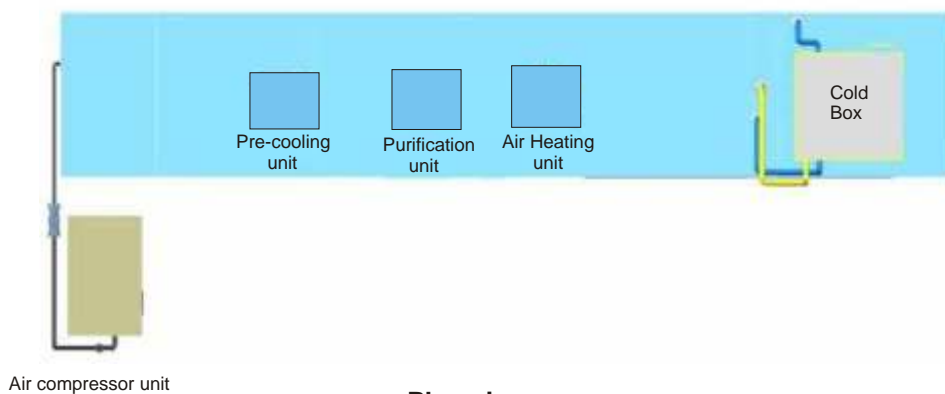 Cold
Box
Pre-cooling
unit
Purification
unit
Air Heating
unit
Air compressor unit